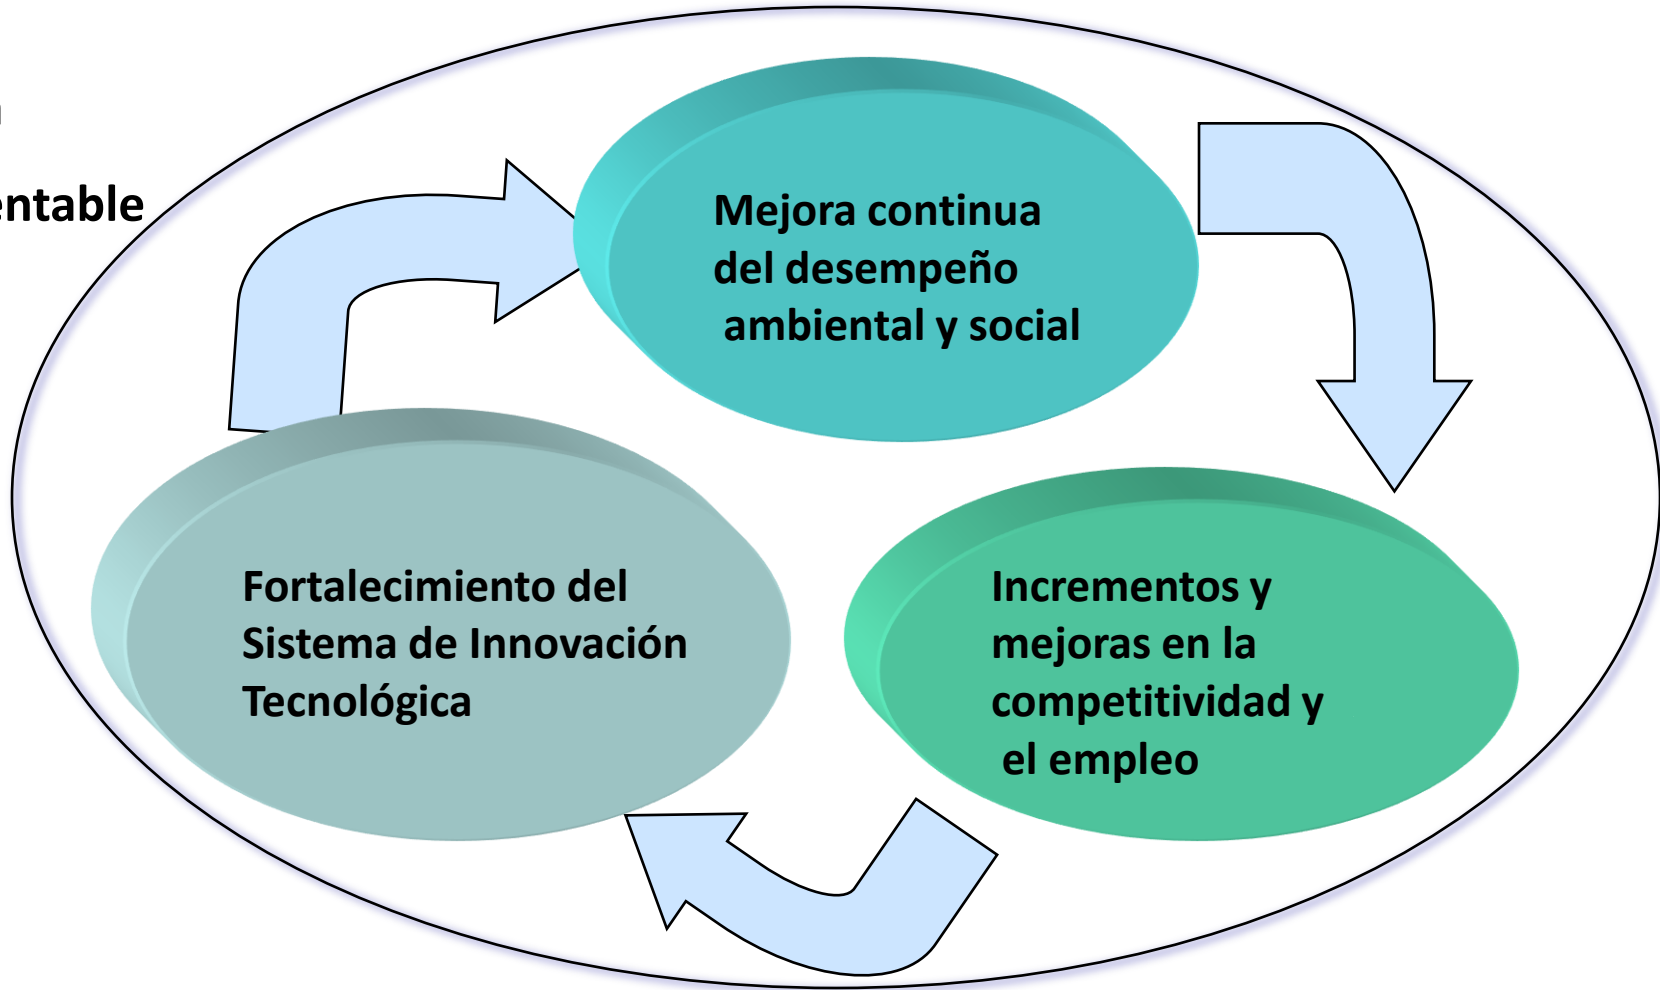 Mejora continua
del desempeño
ambiental y social
Fortalecimiento del
Sistema de Innovación
Tecnológica
Incrementos y
mejoras en la
competitividad y
el empleo